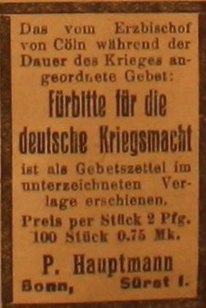 Das vom Erzbischof
von Cöln während der
Dauer des Krieges an-
geordnete Gebet:
Fürbitte für die
deutsche Kriegsmacht
ist als Gebetszettel im
unterzeichneten Ver-
lage erschienen.
Preis per Stück 2 Pfg.
100 Stück 0.75 Mk.
P. Hauptmann
Bonn, Sürst 1.